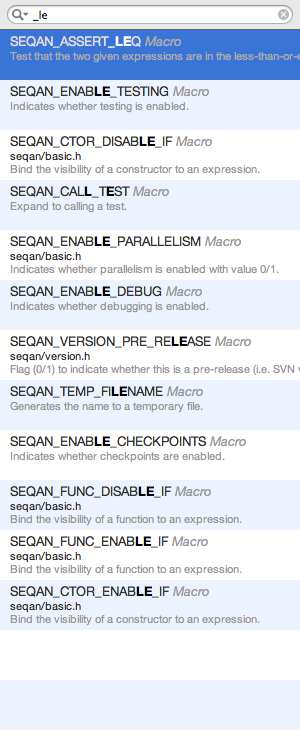 _le
SEQAN_ASSERT_LEQ Macro
Test that the two given expressions are in the less-than-or-e
SEQAN_ENABLE_TESTING Macro
Indicates whether testing is enabled.
SEQAN_CTOR_DISABLE_IF Macro
seqan/basic.h
Bind the visibility of a constructor to an expression.
SEQAN_CALL_TEST Macro
Expand to calling a test.
SEQAN_ENABLE_PARALLELISM Macro
seqan/basic.h
Indicates whether parallelism is enabled with value 0/1.
SEQAN_ENABLE_DEBUG Macro
Indicates whether debugging is enabled.
SEQAN_VERSION_PRE_RELEASE Macro
seqan/version.h
Flag (0/1) to indicate whether this is a pre-release (i.e. SVN v
SEQAN_TEMP_FILENAME Macro
Generates the name to a temporary file.
SEQAN_ENABLE_CHECKPOINTS Macro
Indicates whether checkpoints are enabled.
SEQAN_FUNC_DISABLE_IF Macro
seqan/basic.h
Bind the visibility of a function to an expression.
SEQAN_FUNC_ENABLE_IF Macro
seqan/basic.h
Bind the visibility of a function to an expression.
SEQAN_CTOR_ENABLE_IF Macro
seqan/basic.h
Bind the visibility of a constructor to an expression.